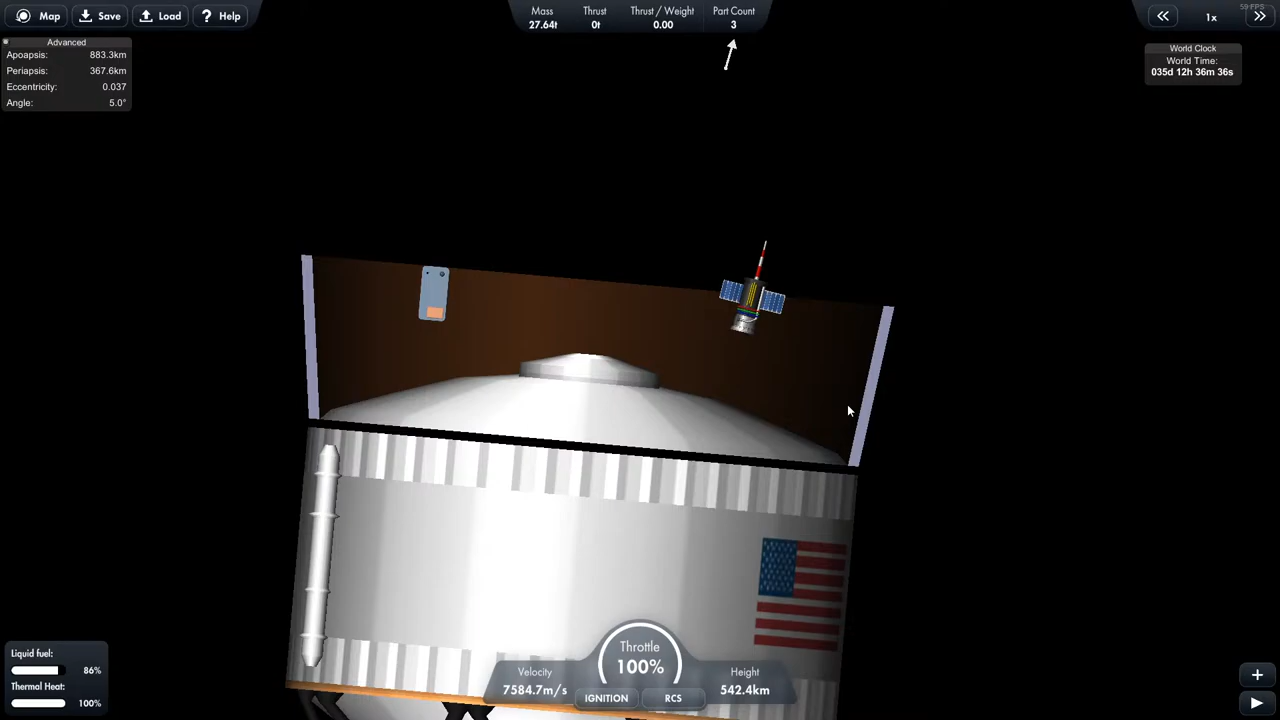 Map
Save
Load
Help
Mass
27.64t
Thrust
0t
Thrust / Weight
0.00
Part Count
3
59 FPS
1x
Advanced
Apoapsis: 883.3km
Periapsis: 367.6km
Eccentricity: 0.037
Angle: 5.0°
World Clock
World Time:
035d 12h 36m 36s
Liquid fuel:
86%
Thermal Heat:
100%
Throttle
100%
Velocity
7584.7m/s
Height
542.4km
IGNITION
RCS